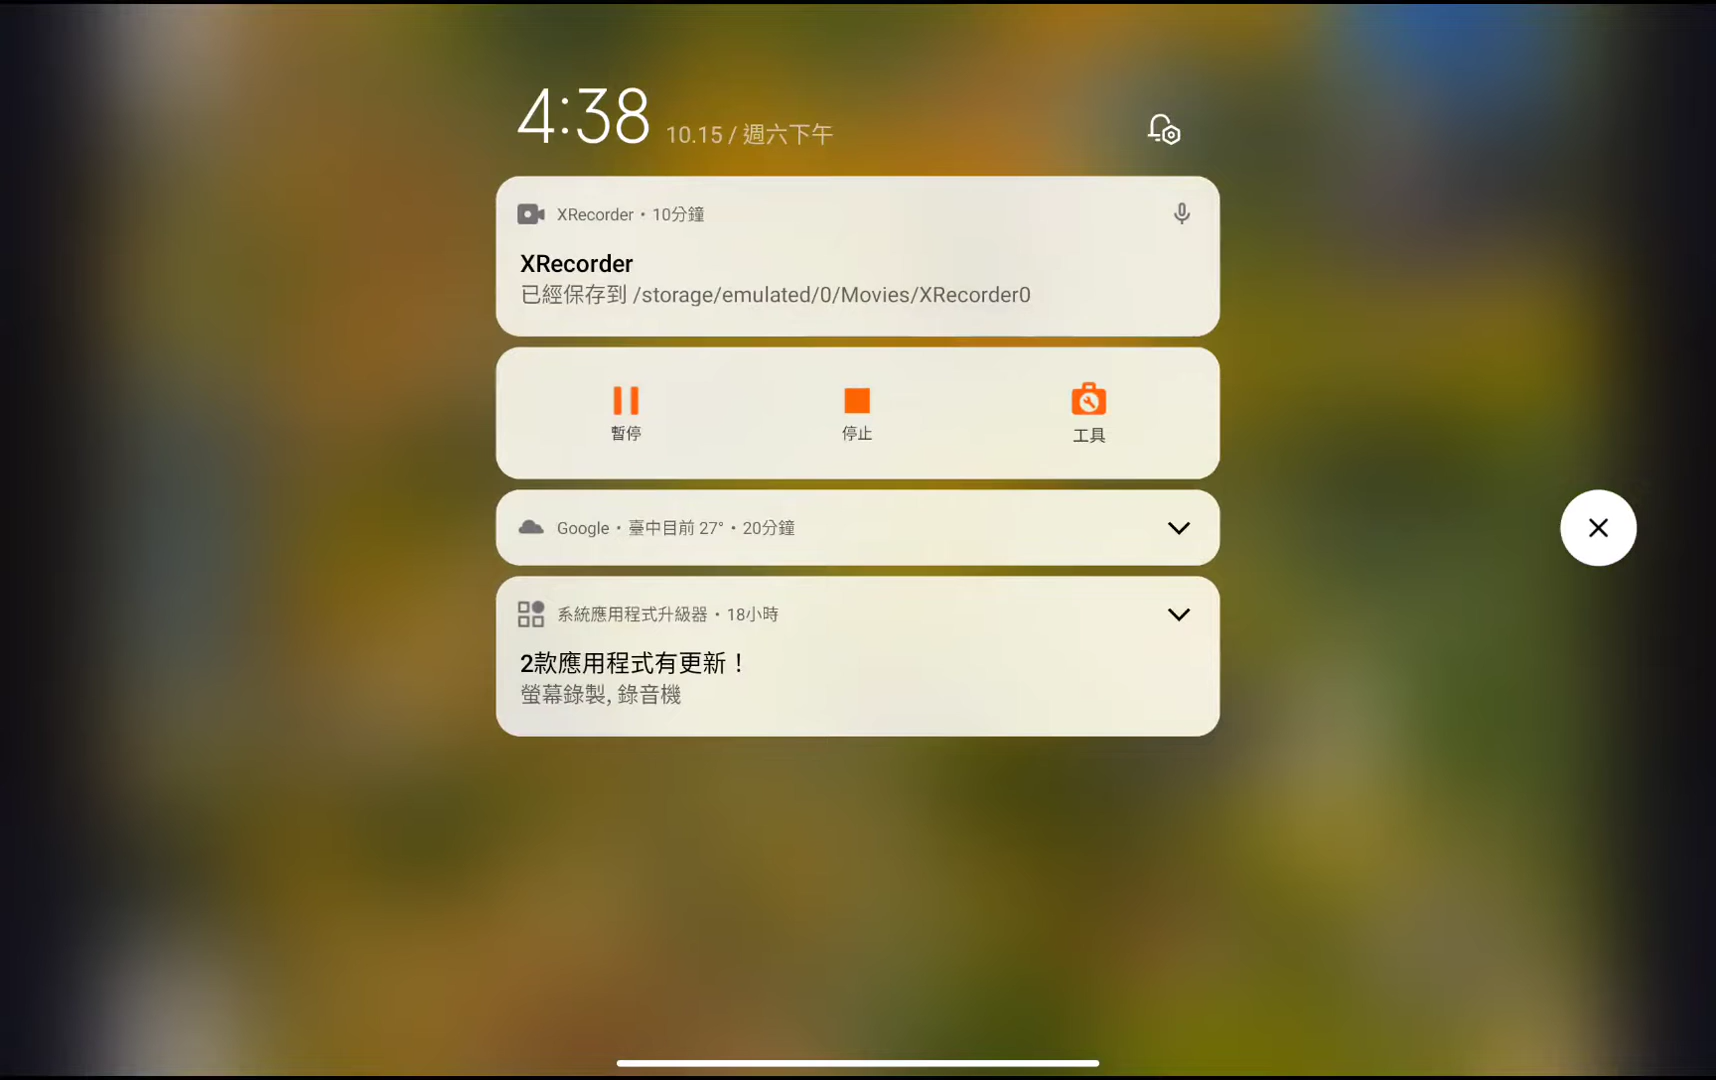 4:38 10.15 / 週六下午
XRecorder • 10分鐘
XRecorder
已經保存到 /storage/emulated/0/Movies/XRecorder0
暫停 停止 工具
Google • 臺中目前 27° • 20分鐘
系統應用程式升級器 • 18小時
2款應用程式有更新！
螢幕錄製, 錄音機